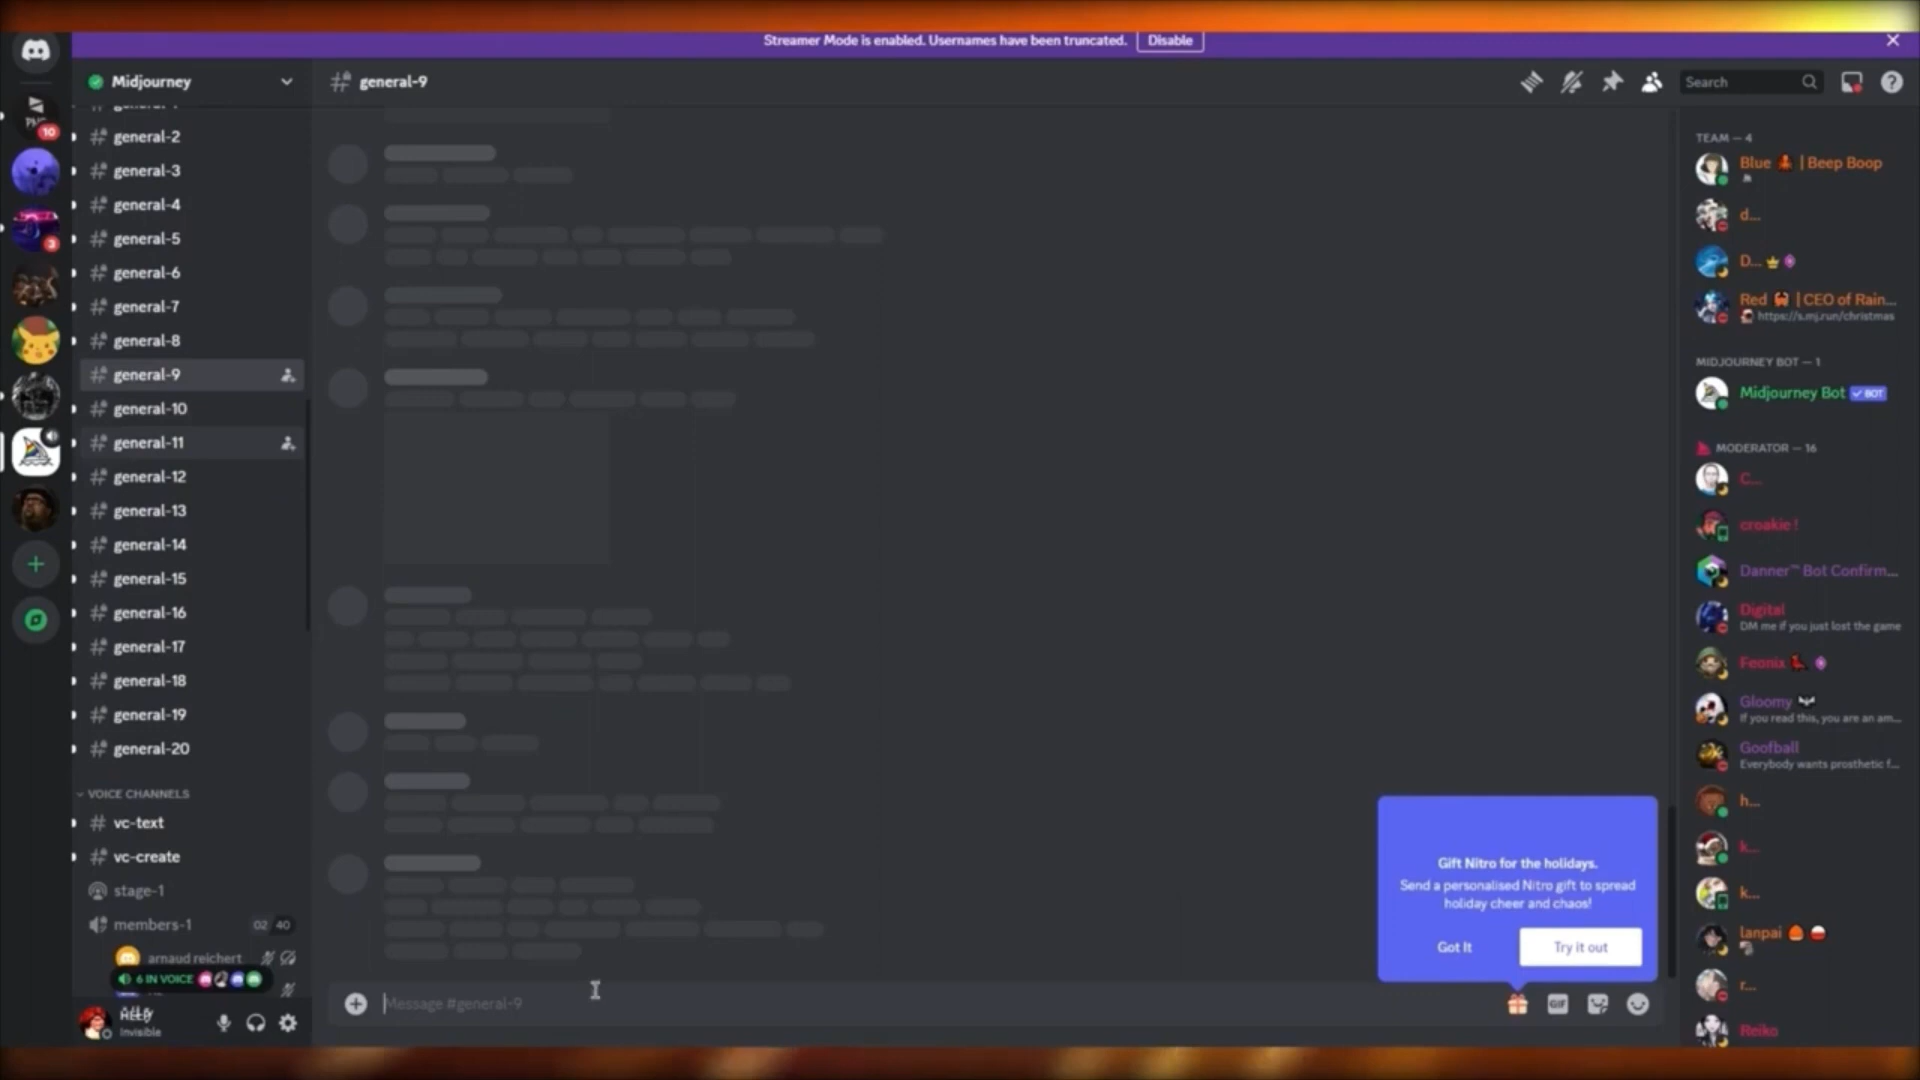 Streamer Mode is enabled. Usernames have been truncated. Disable
Midjourney
general-9
Search
general-2
general-3
general-4
general-5
general-6
general-7
general-8
general-9
general-10
general-11
general-12
general-13
general-14
general-15
general-16
general-17
general-18
general-19
general-20
VOICE CHANNELS
vc-text
vc-create
stage-1
members-1 02 40
arnaud reichert
6 IN VOICE
Invisible
10
3
Message #general-9
Gift Nitro for the holidays.
Send a personalised Nitro gift to spread
holiday cheer and chaos!
Got It
Try it out
GIF
TEAM — 4
Blue | Beep Boop
d...
D...
Red | CEO of Rain...
https://s.mj.run/christmas
MIDJOURNEY BOT — 1
Midjourney Bot BOT
MODERATOR — 16
C...
croakie !
Danner™ Bot Confirm...
Digital
DM me if you just lost the game
Feonix
Gloomy
If you read this, you are an am...
Goofball
Everybody wants prosthetic f...
h...
k...
k...
lanpai
r...
Reiko